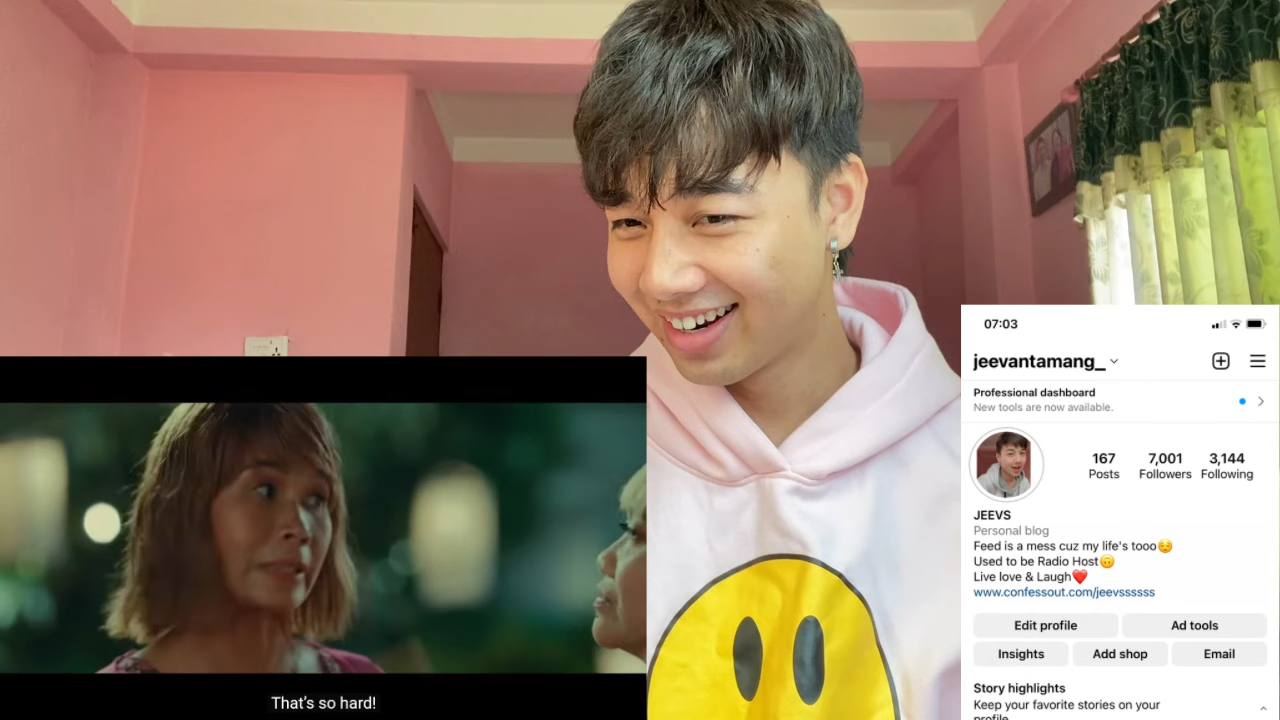 That's so hard!
07:03
jeevantamang_
Professional dashboard
New tools are now available.
167 7,001 3,144
Posts Followers Following
JEEVS
Personal blog
Feed is a mess cuz my life's tooo😌
Used to be Radio Host🙃
Live love & Laugh❤️
www.confessout.com/jeevssssss
Edit profile Ad tools
Insights Add shop Email
Story highlights
Keep your favorite stories on your
profile